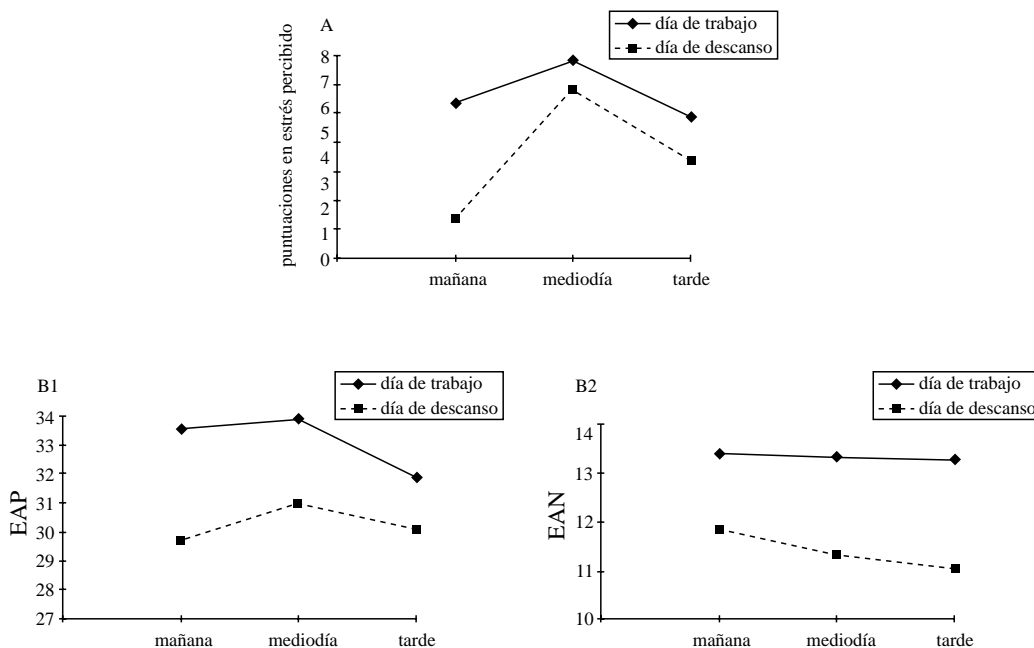 A
día de trabajo
día de descanso
puntuaciones en estrés percibido
8
7
6
5
4
3
2
1
0
mañana mediodía tarde
B1
día de trabajo
día de descanso
EAP
34
33
32
31
30
29
28
27
mañana mediodía tarde
B2
día de trabajo
día de descanso
EAN
14
13
12
11
10
mañana mediodía tarde